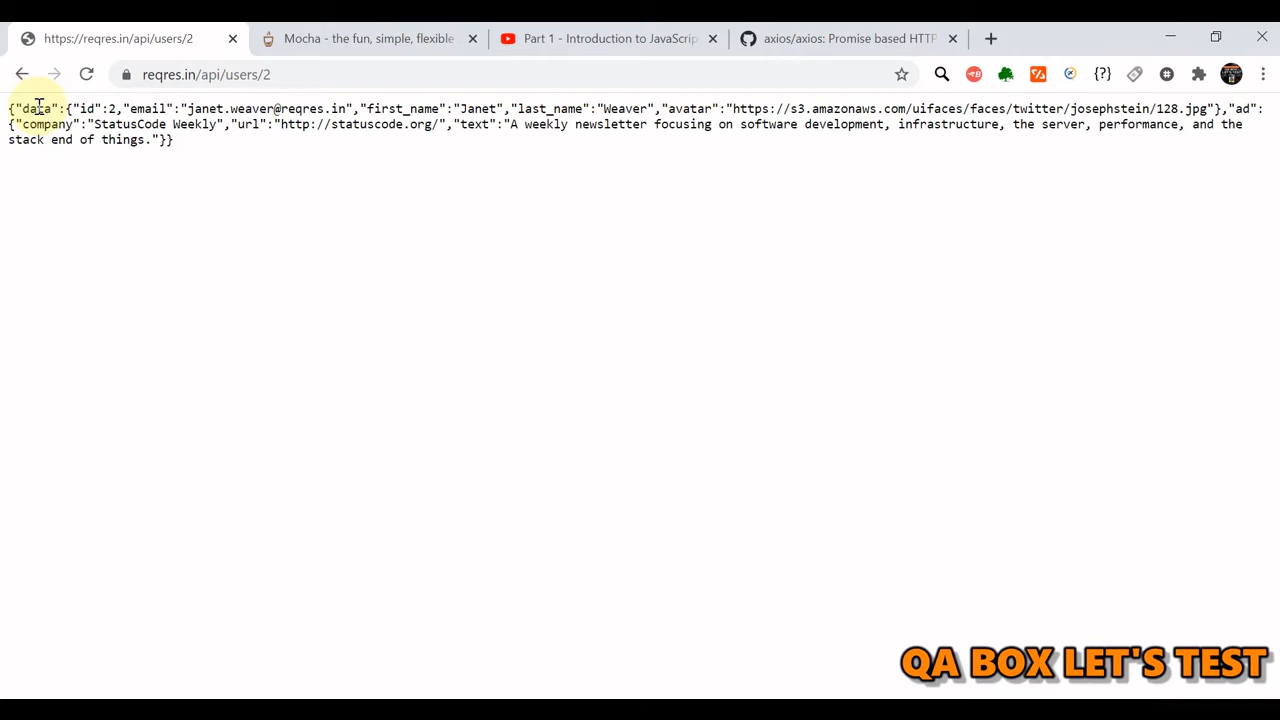 https://reqres.in/api/users/2
Mocha - the fun, simple, flexible
Part 1 - Introduction to JavaScrip
axios/axios: Promise based HTTP
reqres.in/api/users/2
{"data":{"id":2,"email":"janet.weaver@reqres.in","first_name":"Janet","last_name":"Weaver","avatar":"https://s3.amazonaws.com/uifaces/faces/twitter/josephstein/128.jpg"},"ad":
{"company":"StatusCode Weekly","url":"http://statuscode.org/","text":"A weekly newsletter focusing on software development, infrastructure, the server, performance, and the
stack end of things."}}
QA BOX LET'S TEST